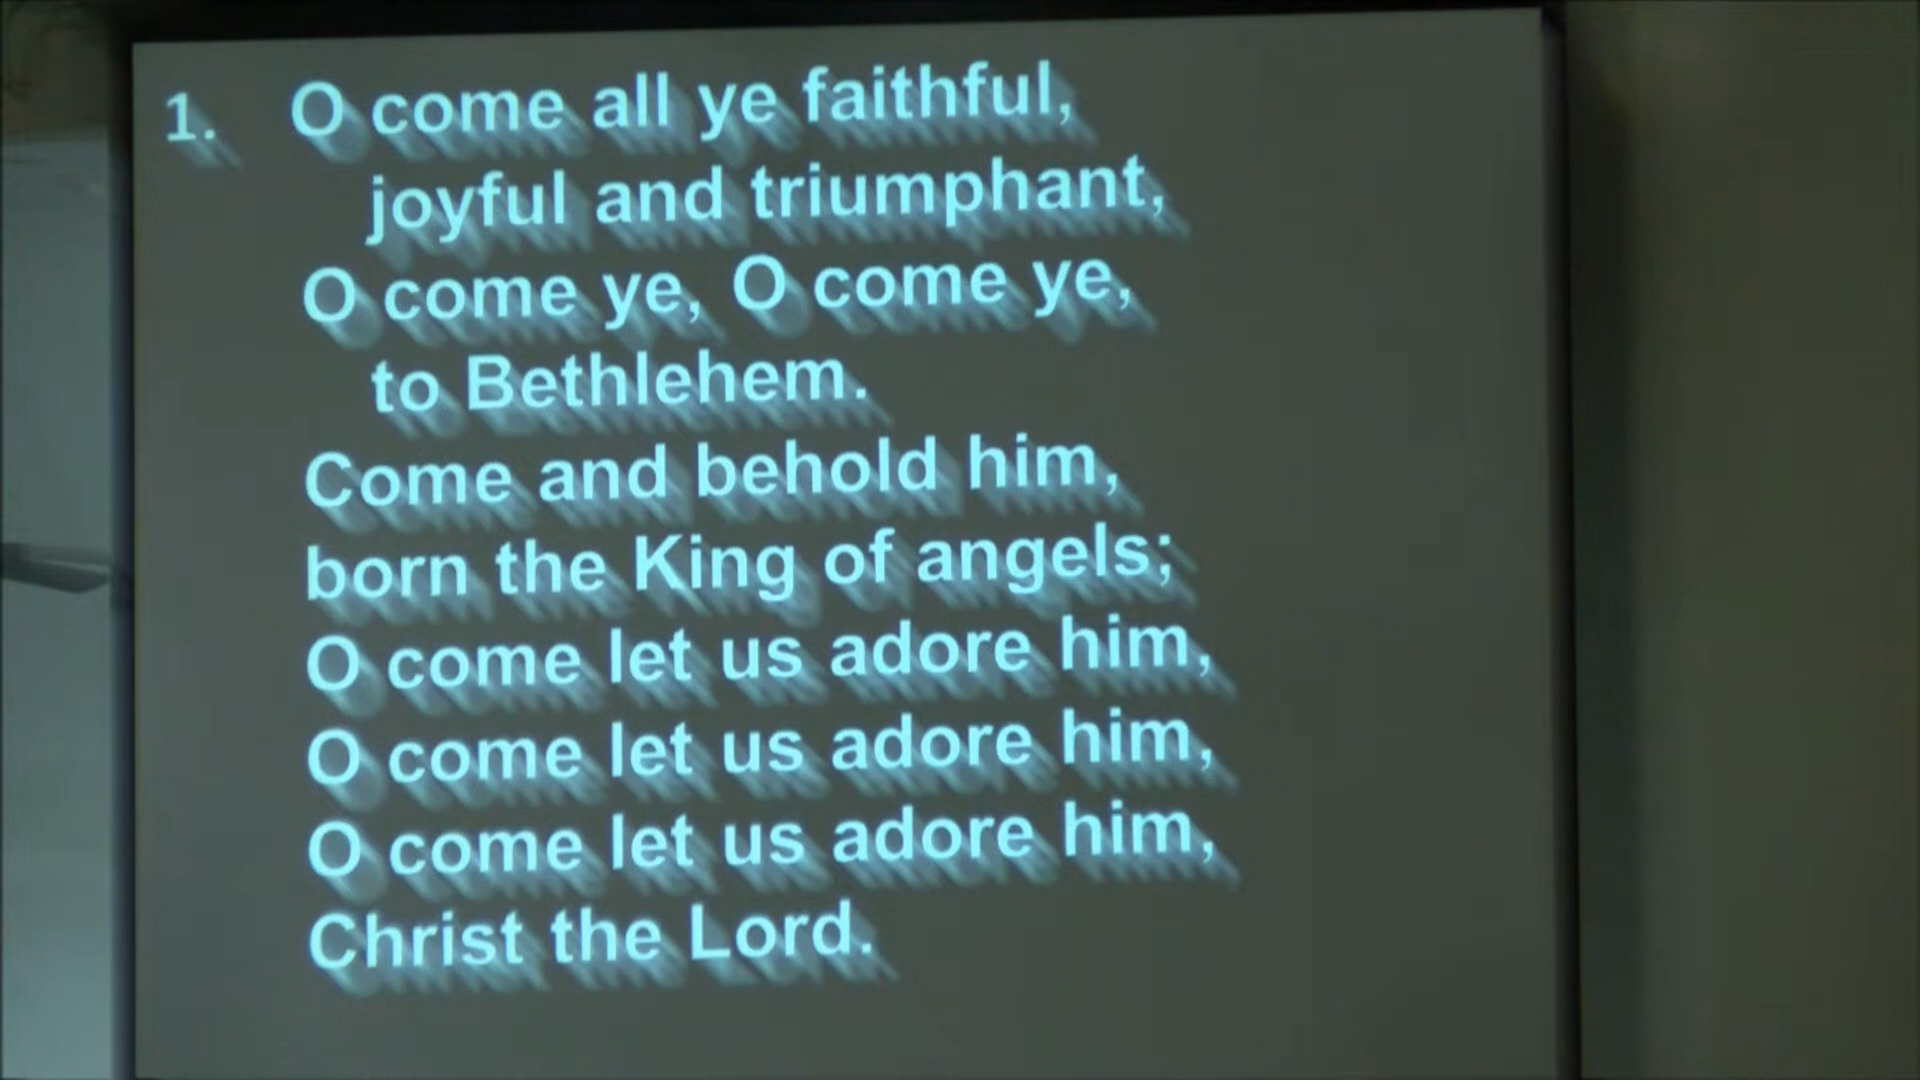 1. O come all ye faithful,
joyful and triumphant,
O come ye, O come ye,
to Bethlehem.
Come and behold him,
born the King of angels;
O come let us adore him,
O come let us adore him,
O come let us adore him,
Christ the Lord.